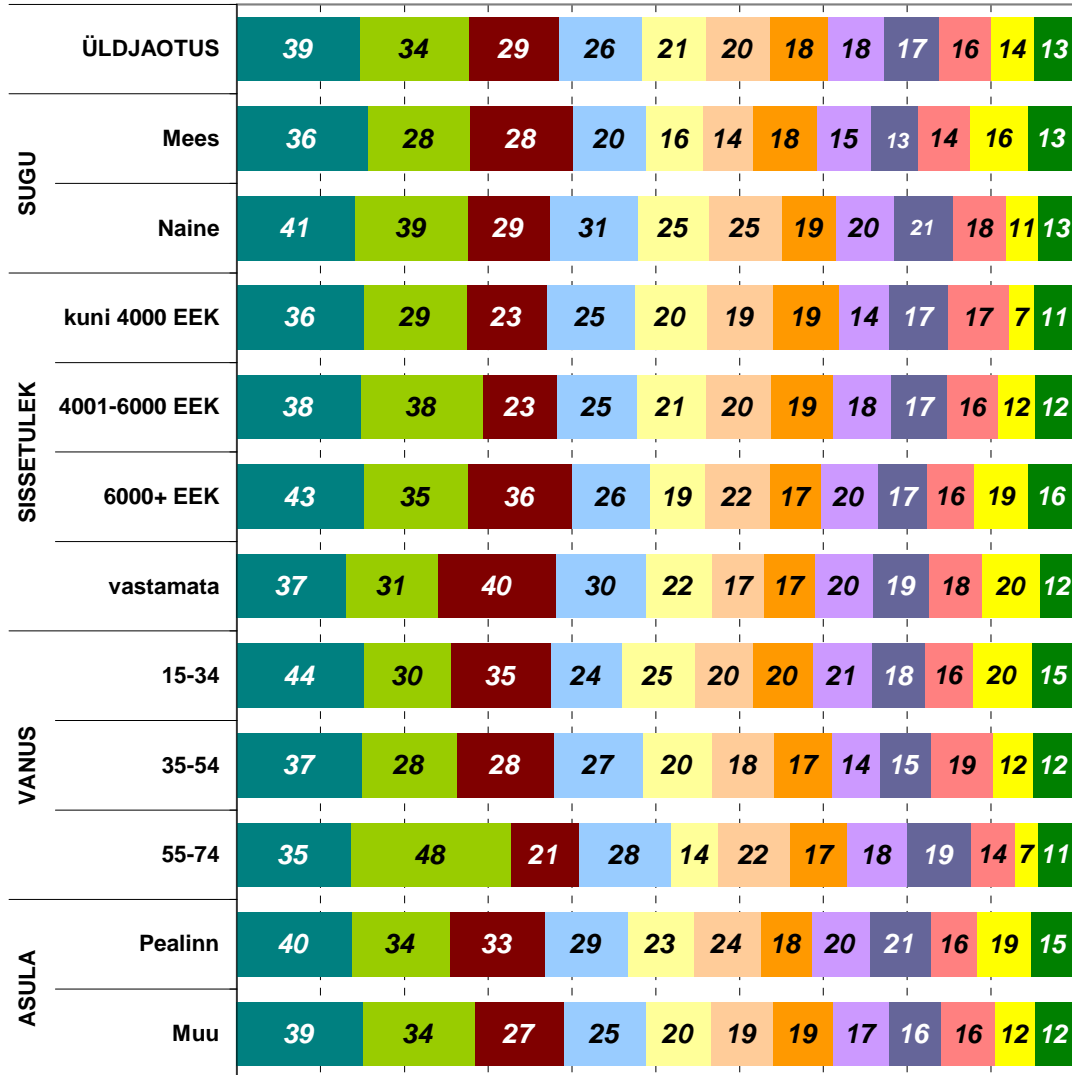 ÜLDJAOTUS 39 34 29 26 21 20 18 18 17 16 14 13
SUGU
Mees 36 28 28 20 16 14 18 15 13 14 16 13
Naine 41 39 29 31 25 25 19 20 21 18 11 13
SISSETULEK
kuni 4000 EEK 36 29 23 25 20 19 19 14 17 17 7 11
4001-6000 EEK 38 38 23 25 21 20 19 18 17 16 12 12
6000+ EEK 43 35 36 26 19 22 17 20 17 16 19 16
vastamata 37 31 40 30 22 17 17 20 19 18 20 12
VANUS
15-34 44 30 35 24 25 20 20 21 18 16 20 15
35-54 37 28 28 27 20 18 17 14 15 19 12 12
55-74 35 48 21 28 14 22 17 18 19 14 7 11
ASULA
Pealinn 40 34 33 29 23 24 18 20 21 16 19 15
Muu 39 34 27 25 20 19 19 17 16 16 12 12